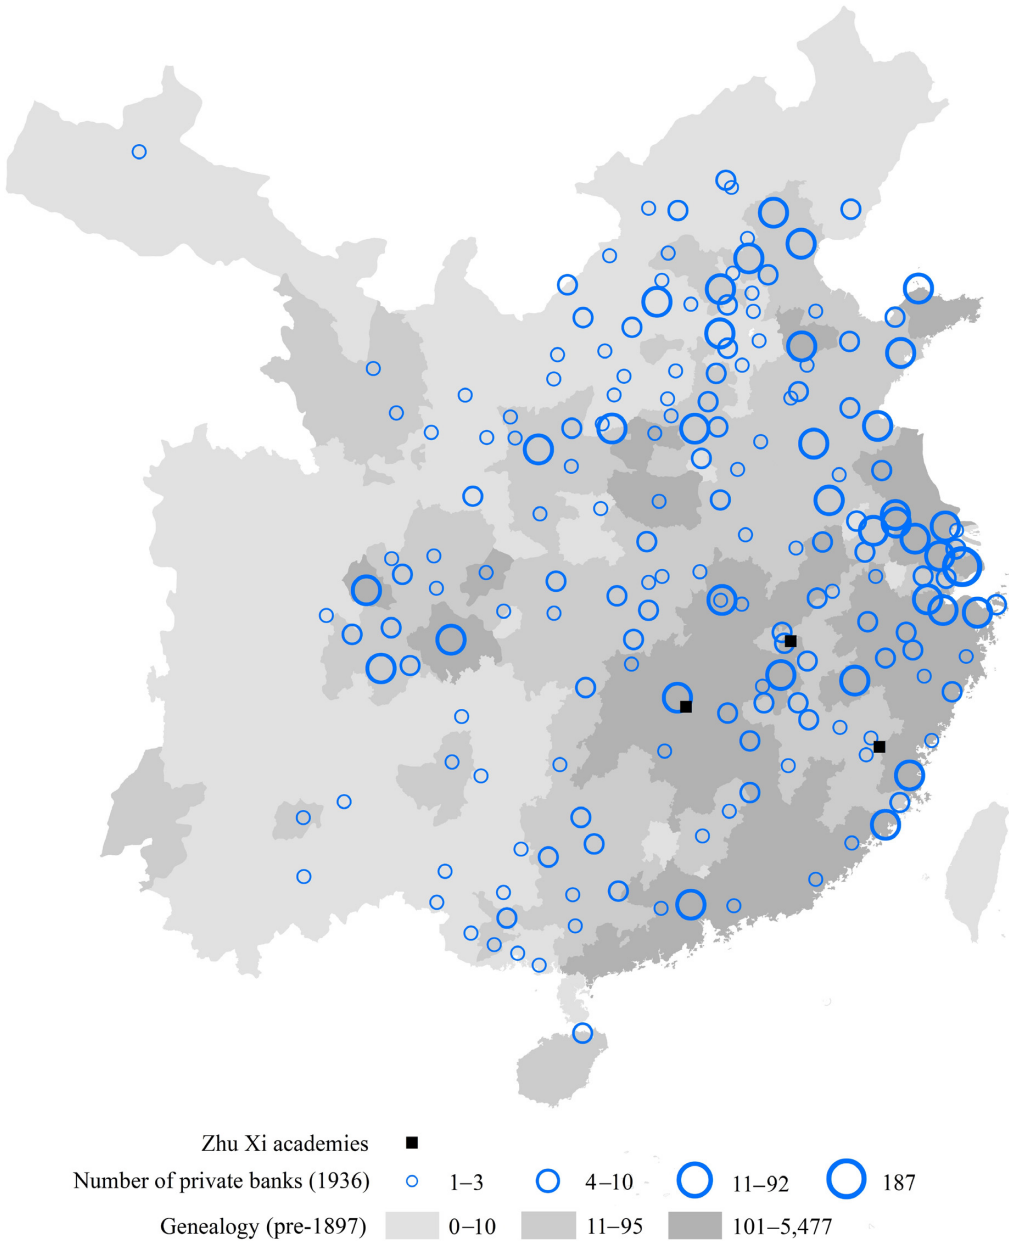 Zhu Xi academies
Number of private banks (1936) 1–3 4–10 11–92 187
Genealogy (pre-1897) 0–10 11–95 101–5,477